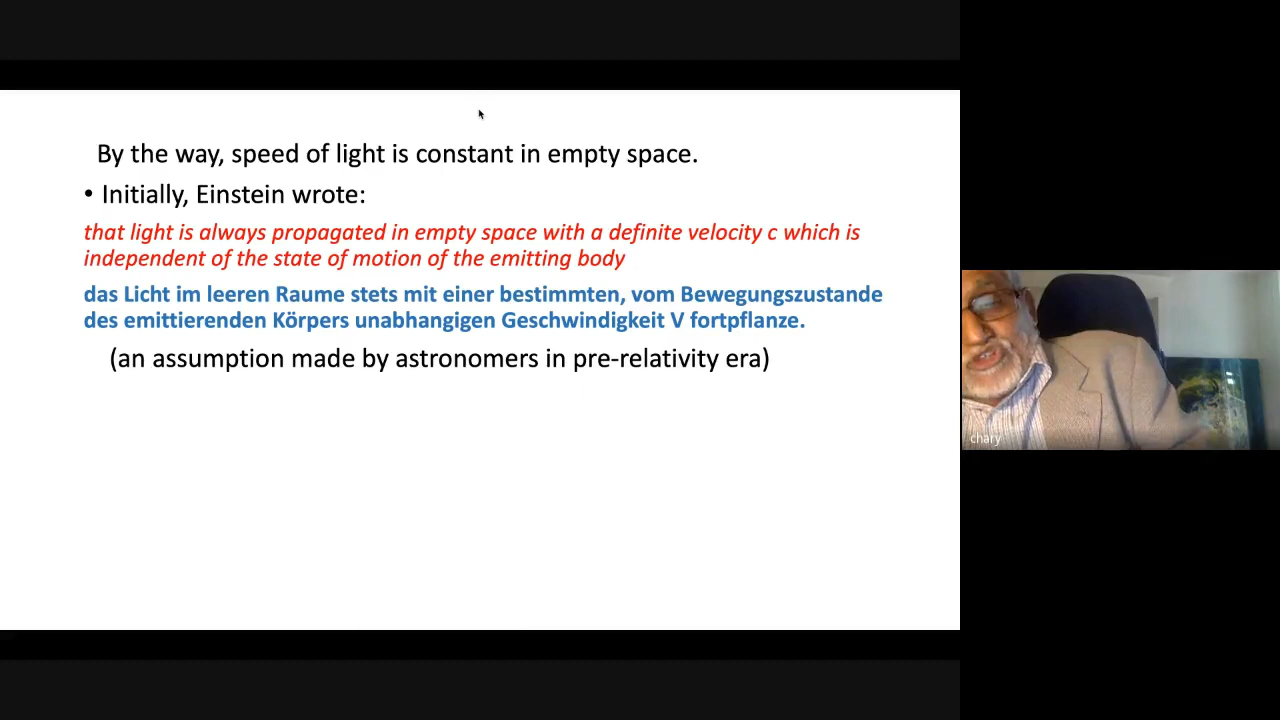 By the way, speed of light is constant in empty space.
• Initially, Einstein wrote:
that light is always propagated in empty space with a definite velocity c which is
independent of the state of motion of the emitting body
das Licht im leeren Raume stets mit einer bestimmten, vom Bewegungszustande
des emittierenden Körpers unabhangigen Geschwindigkeit V fortpflanze.
(an assumption made by astronomers in pre-relativity era)
chary